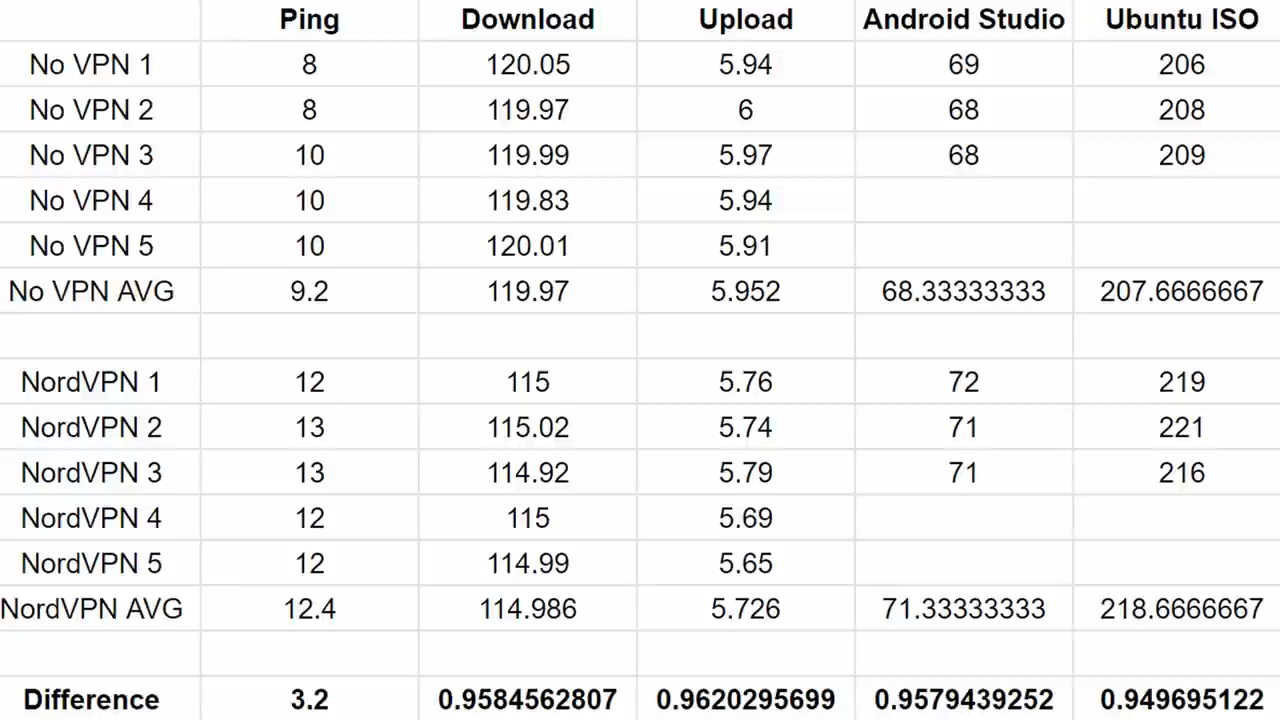 Ping Download Upload Android Studio Ubuntu ISO
No VPN 1 8 120.05 5.94 69 206
No VPN 2 8 119.97 6 68 208
No VPN 3 10 119.99 5.97 68 209
No VPN 4 10 119.83 5.94
No VPN 5 10 120.01 5.91
No VPN AVG 9.2 119.97 5.952 68.33333333 207.6666667
NordVPN 1 12 115 5.76 72 219
NordVPN 2 13 115.02 5.74 71 221
NordVPN 3 13 114.92 5.79 71 216
NordVPN 4 12 115 5.69
NordVPN 5 12 114.99 5.65
NordVPN AVG 12.4 114.986 5.726 71.33333333 218.6666667
Difference 3.2 0.9584562807 0.9620295699 0.9579439252 0.949695122